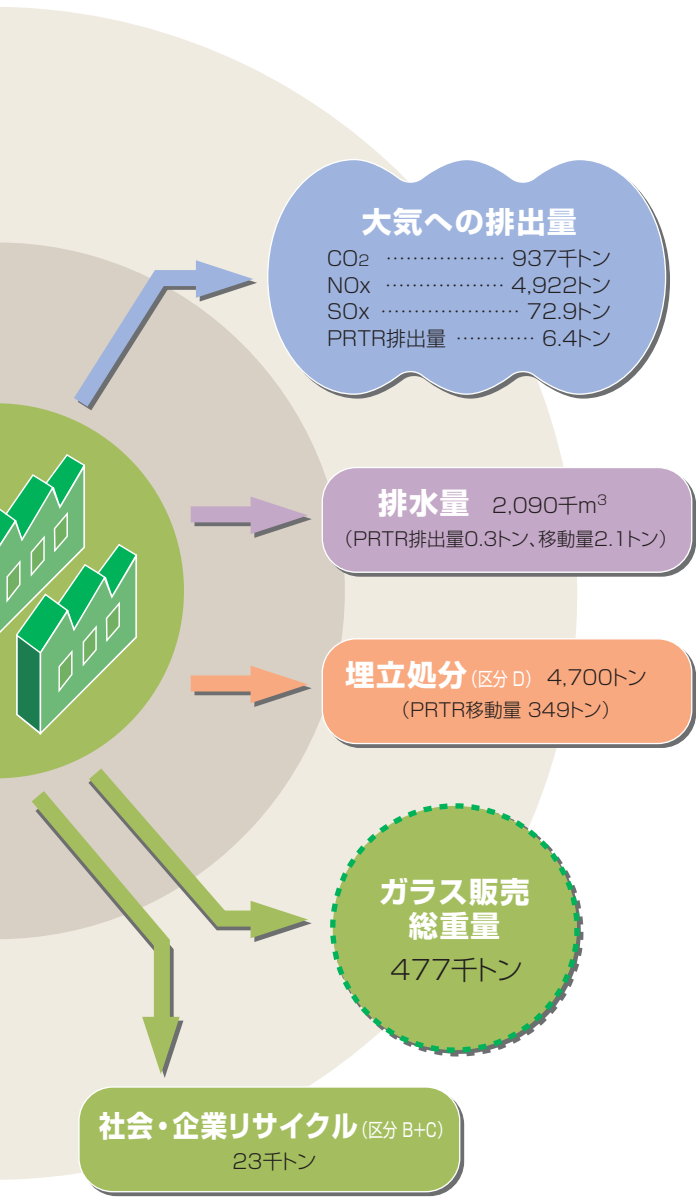 大気への排出量
CO2 ……………… 937千トン
NOx ……………… 4,922トン
SOx ………………… 72.9トン
PRTR排出量 ………… 6.4トン
排水量 2,090千m³
(PRTR排出量0.3トン、移動量2.1トン)
埋立処分(区分 D) 4,700トン
(PRTR移動量 349トン)
ガラス販売
総重量
477千トン
社会・企業リサイクル(区分 B+C)
23千トン